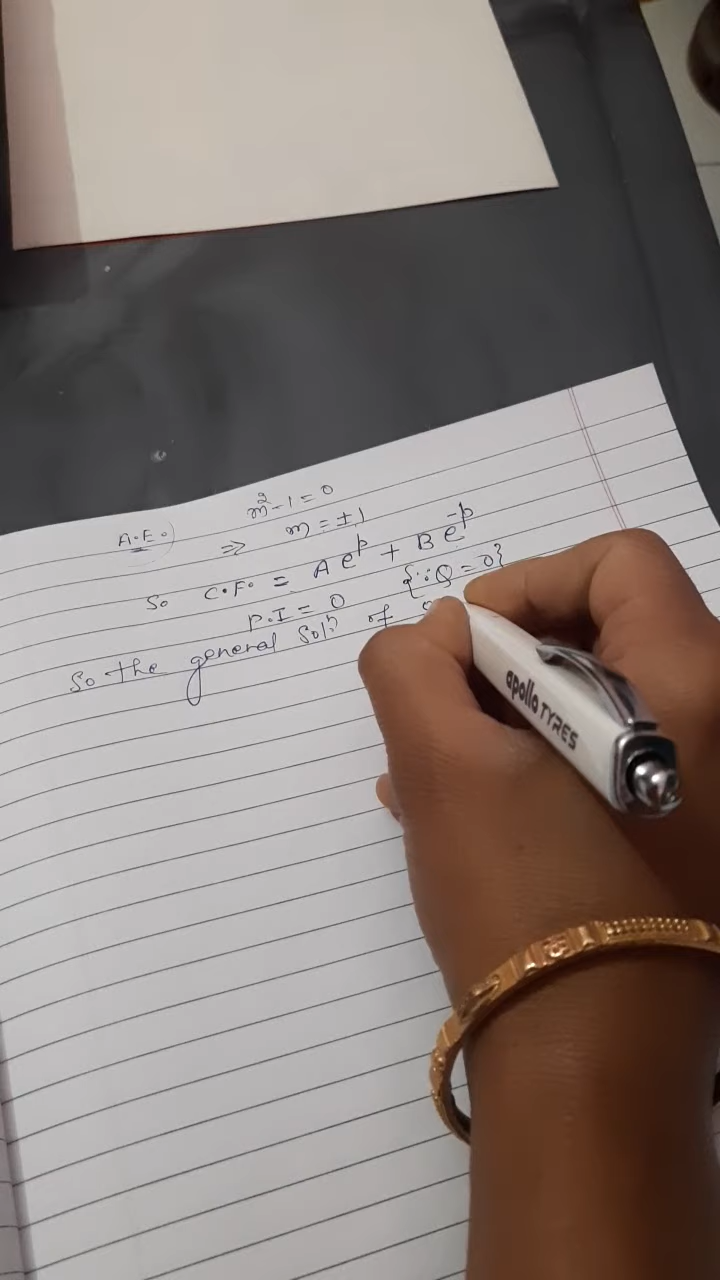 A.E.) m²-1=0
⇒ m = ±1
So C.F. = Ae^p + Be^-p
P.I = 0 {∵Q = 0}
So the general Solⁿ of
apollo TYRES